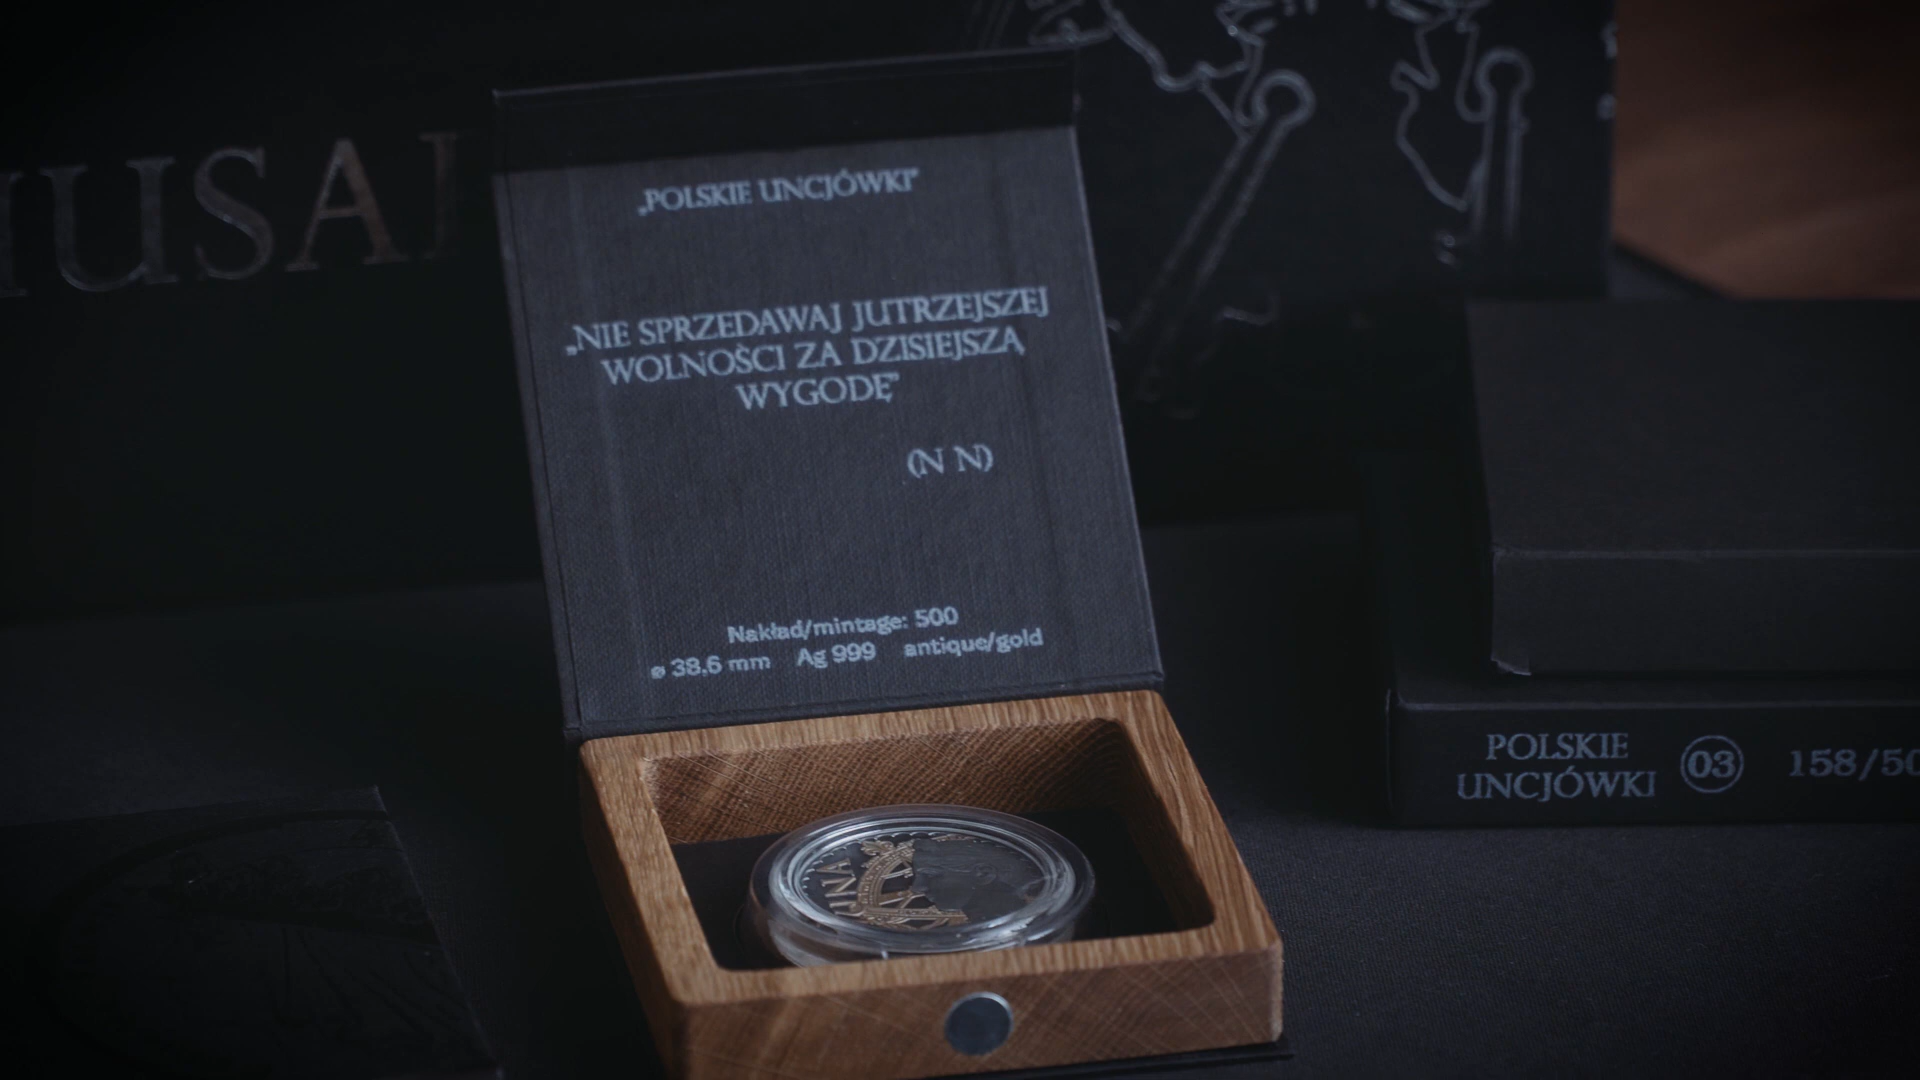 „POLSKIE UNCJÓWKI”
„NIE SPRZEDAWAJ JUTRZEJSZEJ
WOLNOŚCI ZA DZISIEJSZĄ
WYGODĘ”
(N N)
Nakład/mintage: 500
⌀ 38,6 mm Ag 999 antique/gold
POLSKIE
UNCJÓWKI
03